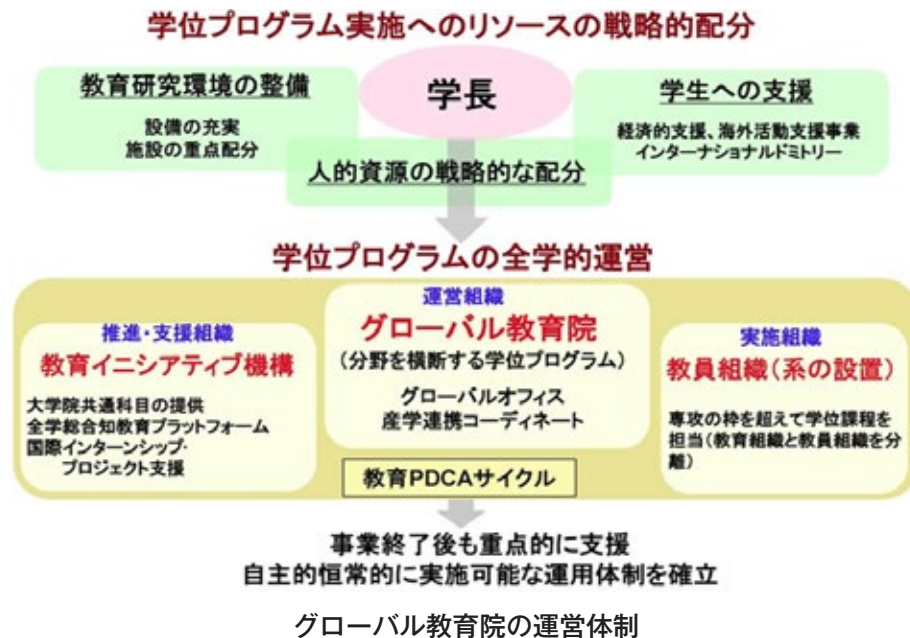 学位プログラム実施へのリソースの戦略的配分
教育研究環境の整備
設備の充実
施設の重点配分
学長
学生への支援
経済的支援、海外活動支援事業
インターナショナルドミトリー
人的資源の戦略的な配分
学位プログラムの全学的運営
推進・支援組織
教育イニシアティブ機構
大学院共通科目の提供
全学総合知教育プラットフォーム
国際インターンシップ・
プロジェクト支援
運営組織
グローバル教育院
(分野を横断する学位プログラム)
グローバルオフィス
産学連携コーディネート
実施組織
教員組織(系の設置)
専攻の枠を超えて学位課程を
担当(教育組織と教員組織を分
離)
教育PDCAサイクル
事業終了後も重点的に支援
自主的恒常的に実施可能な運用体制を確立
グローバル教育院の運営体制